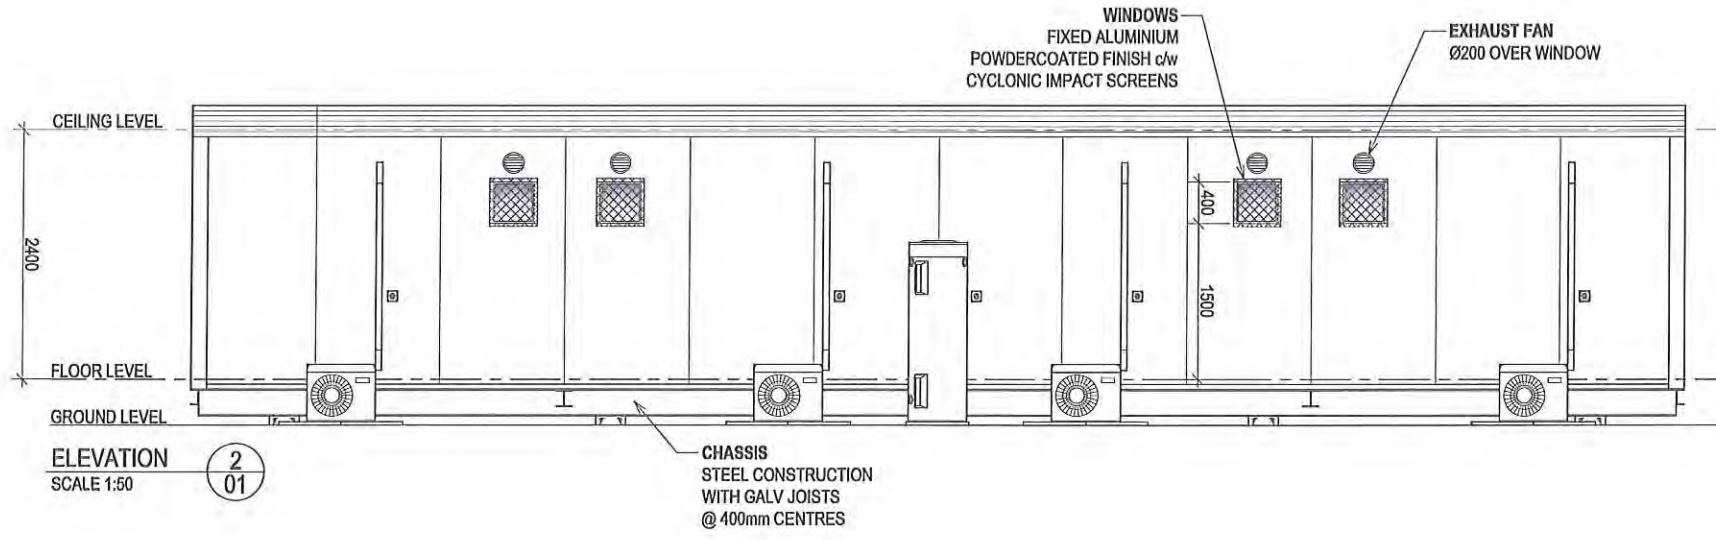 WINDOWS
FIXED ALUMINIUM
POWDERCOATED FINISH c/w
CYCLONIC IMPACT SCREENS
EXHAUST FAN
Ø200 OVER WINDOW
CEILING LEVEL
2400
400
1500
FLOOR LEVEL
GROUND LEVEL
ELEVATION
SCALE 1:50
2
01
CHASSIS
STEEL CONSTRUCTION
WITH GALV JOISTS
@ 400mm CENTRES